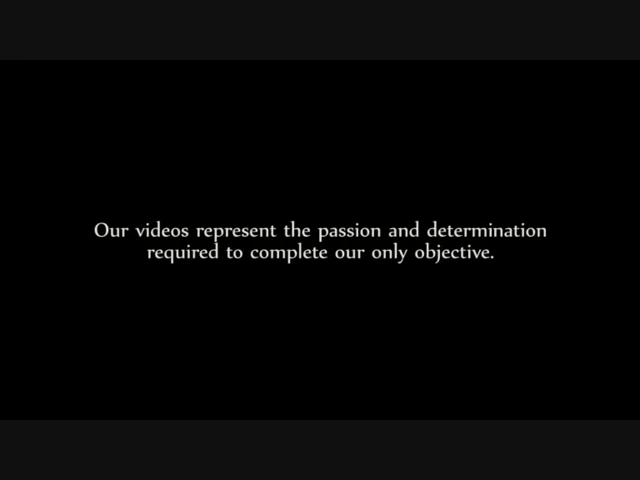 Our videos represent the passion and determination
required to complete our only objective.